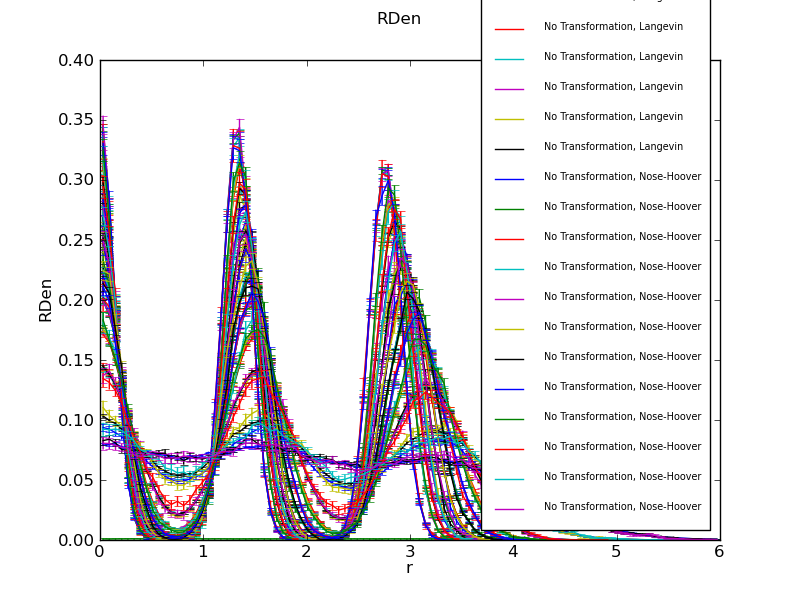 RDen
No Transformation, Langevin
No Transformation, Langevin
No Transformation, Langevin
No Transformation, Langevin
No Transformation, Langevin
No Transformation, Nose-Hoover
No Transformation, Nose-Hoover
No Transformation, Nose-Hoover
No Transformation, Nose-Hoover
No Transformation, Nose-Hoover
No Transformation, Nose-Hoover
No Transformation, Nose-Hoover
No Transformation, Nose-Hoover
No Transformation, Nose-Hoover
No Transformation, Nose-Hoover
No Transformation, Nose-Hoover
No Transformation, Nose-Hoover
0.40
0.35
0.30
0.25
0.20
0.15
0.10
0.05
0.00
RDen
0 1 2 3 4 5 6
r